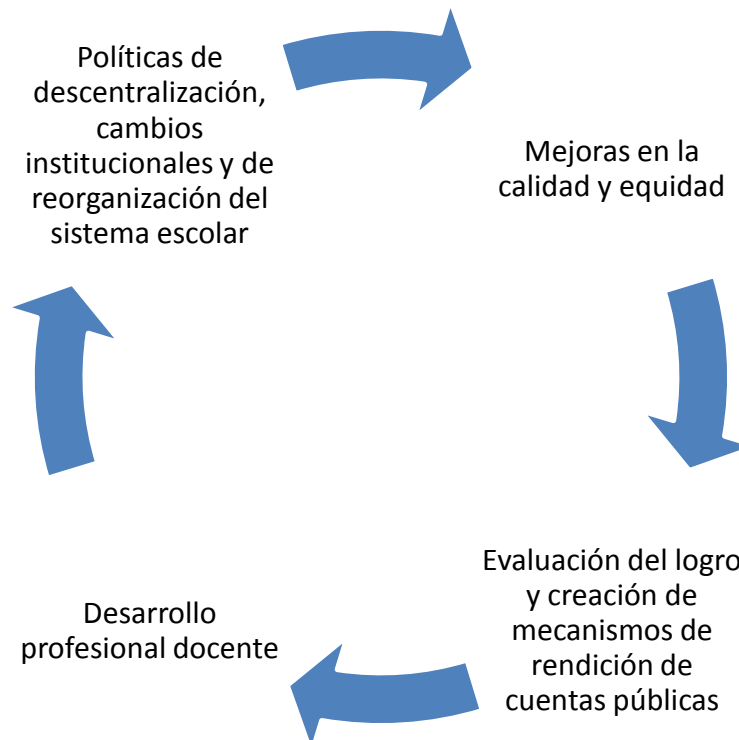 Políticas de
descentralización,
cambios
institucionales y de
reorganización del
sistema escolar
Mejoras en la
calidad y equidad
Evaluación del logro
y creación de
mecanismos de
rendición de
cuentas públicas
Desarrollo
profesional docente